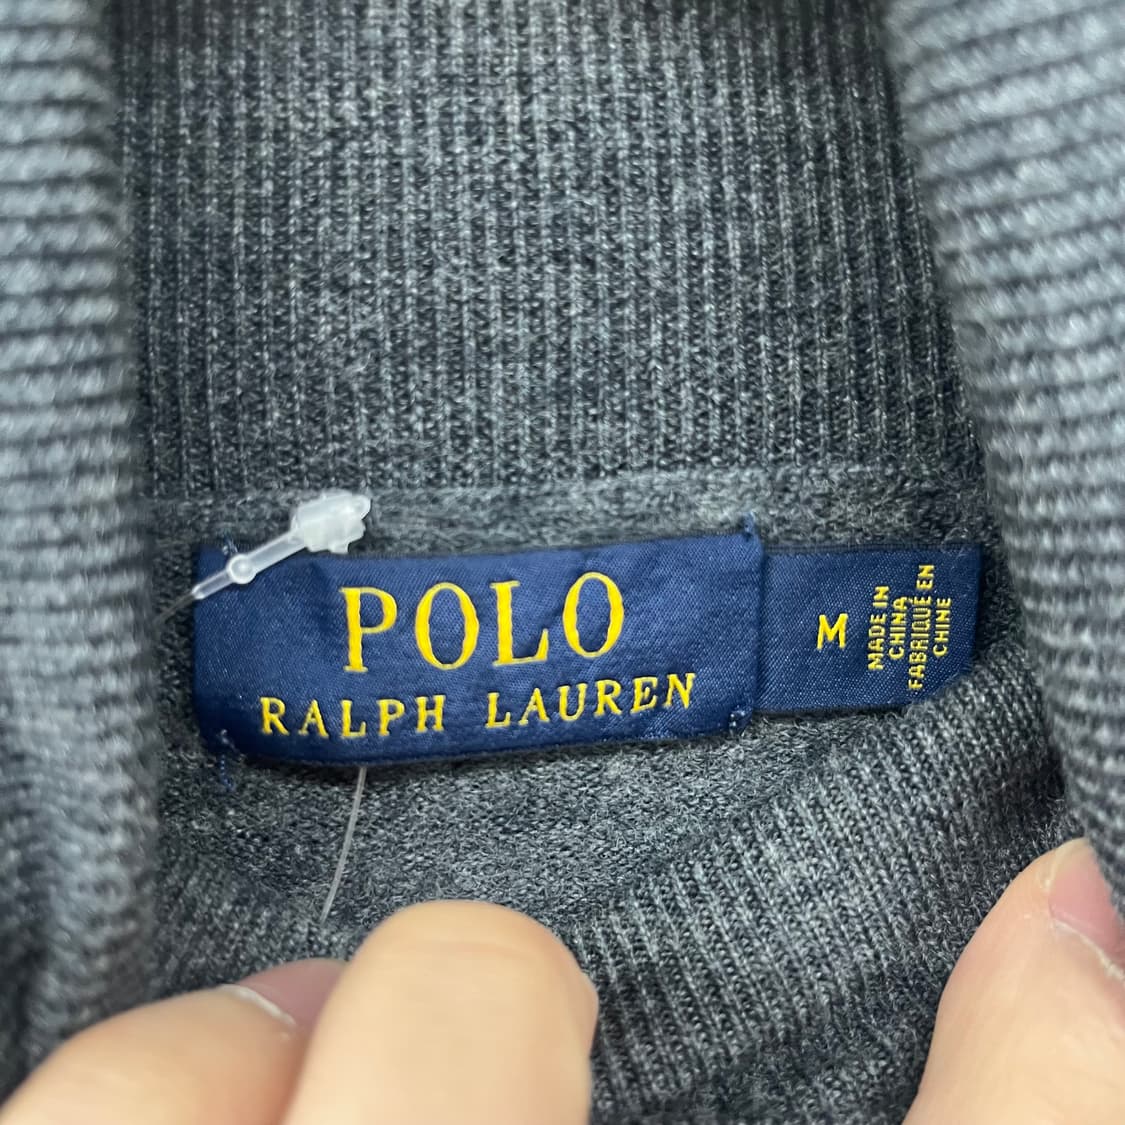 POLO
RALPH LAUREN
M
MADE IN
CHINA
FABRIQUÉ EN
CHINE